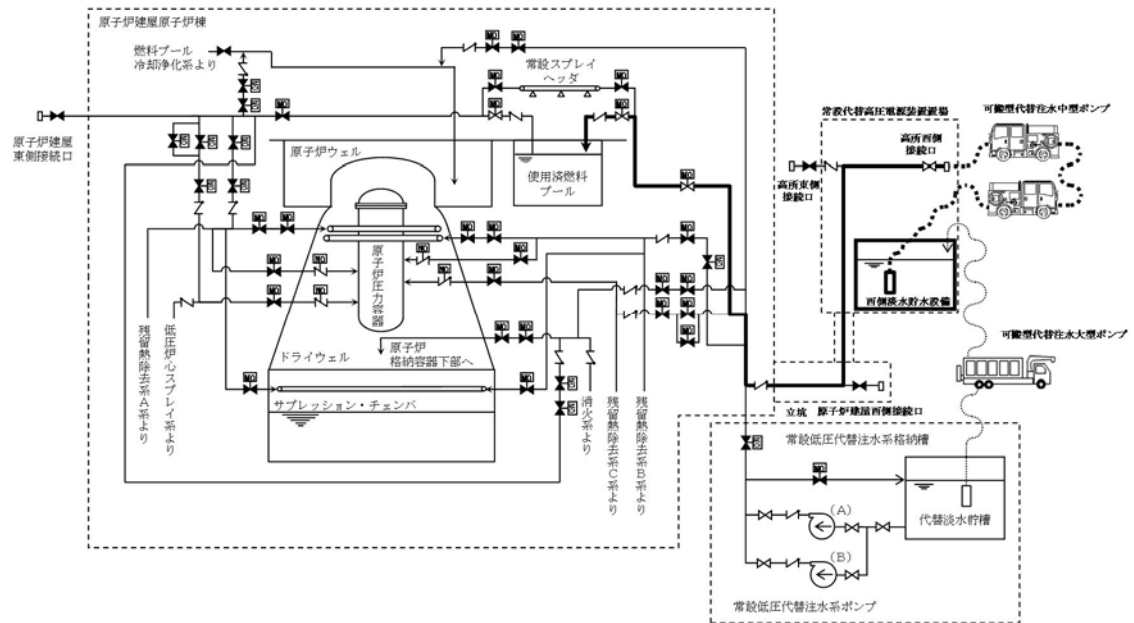 原子炉建屋原子炉棟
燃料プール
冷却浄化系より
常設スプレイ
ヘッダ
原子炉建屋
東側接続口
原子炉ウェル
使用済燃料
プール
常設代替高圧電源装置置場
高所西側
接続口
高所東側
接続口
可搬型代替注水中型ポンプ
西側淡水貯水設備
可搬型代替注水大型ポンプ
原子炉圧力容器
ドライウェル
原子炉
格納容器下部へ
サプレッション・チェンバ
残留熱除去系A系より
低圧炉心スプレイ系より
消火系より
残留熱除去系C系より
残留熱除去系B系より
立坑
原子炉建屋西側接続口
常設低圧代替注水系格納槽
代替淡水貯槽
(A)
(B)
常設低圧代替注水系ポンプ